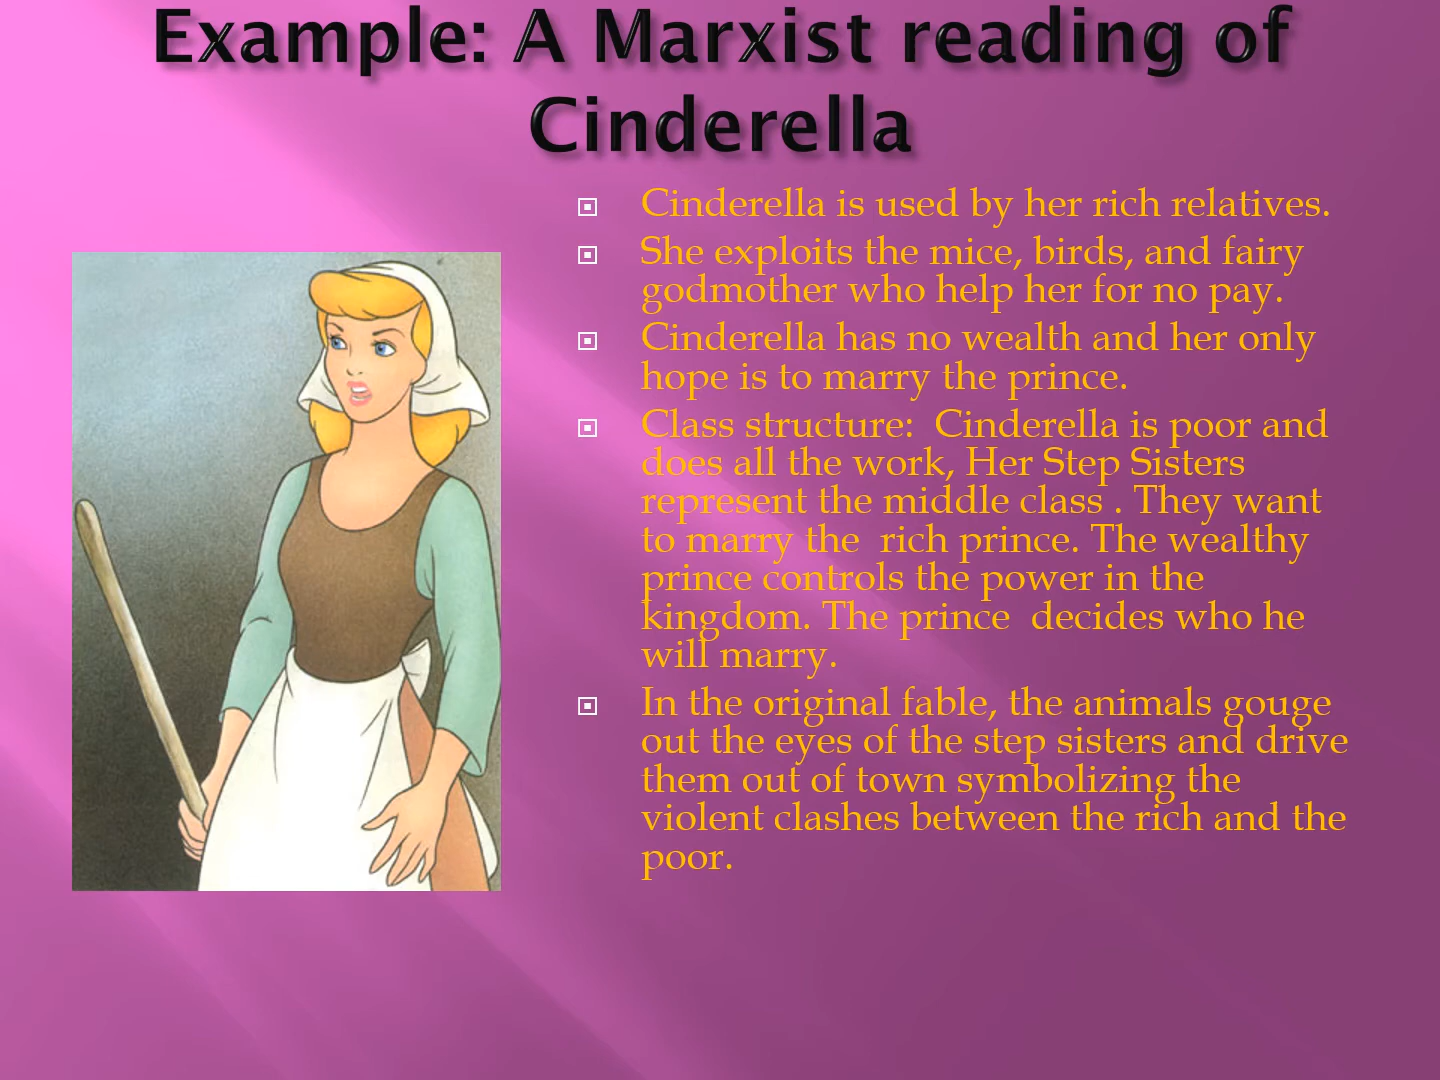 Example: A Marxist reading of
Cinderella
Cinderella is used by her rich relatives.
She exploits the mice, birds, and fairy
godmother who help her for no pay.
Cinderella has no wealth and her only
hope is to marry the prince.
Class structure:  Cinderella is poor and
does all the work, Her Step Sisters
represent the middle class . They want
to marry the  rich prince. The wealthy
prince controls the power in the
kingdom. The prince  decides who he
will marry.
In the original fable, the animals gouge
out the eyes of the step sisters and drive
them out of town symbolizing the
violent clashes between the rich and the
poor.